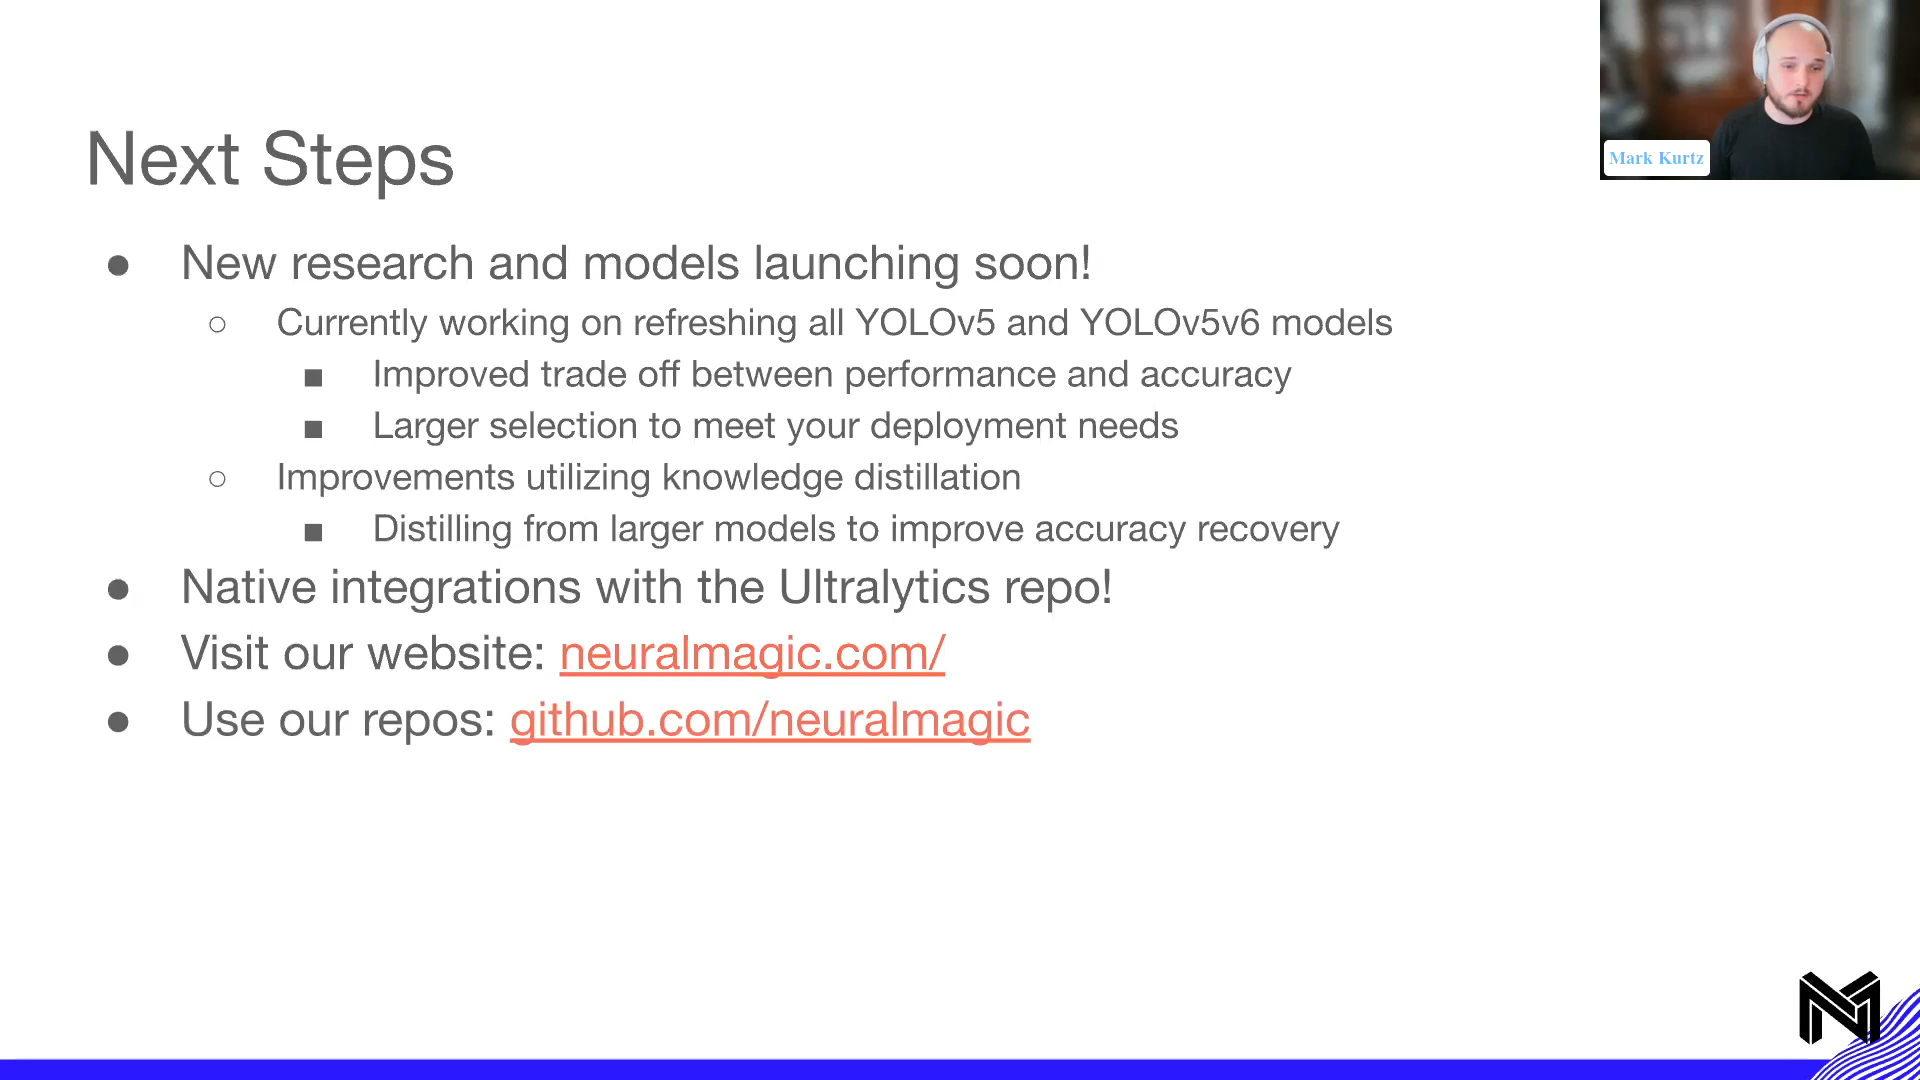 Mark Kurtz
Next Steps
● New research and models launching soon!
○ Currently working on refreshing all YOLOv5 and YOLOv5v6 models
■ Improved trade off between performance and accuracy
■ Larger selection to meet your deployment needs
○ Improvements utilizing knowledge distillation
■ Distilling from larger models to improve accuracy recovery
● Native integrations with the Ultralytics repo!
● Visit our website: neuralmagic.com/
● Use our repos: github.com/neuralmagic